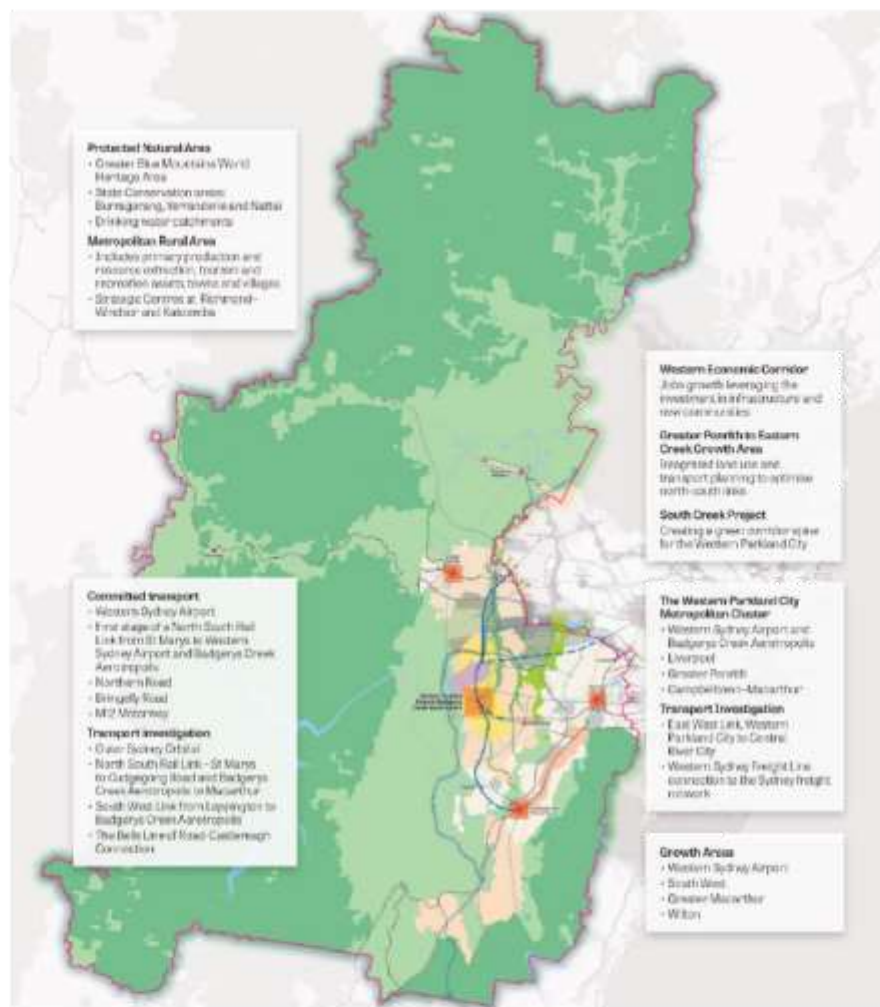 Protected Natural Area
• Greater Blue Mountains World
Heritage Area
• State Conservation areas:
Burragorang, Yerranderie and Nattai
• Drinking water catchments
Metropolitan Rural Area
• Includes primary production and
resource extraction, tourism and
recreation assets, towns and villages
• Strategic Centres at Richmond–
Windsor and Katoomba
Western Economic Corridor
Jobs growth leveraging the
investment in infrastructure and
new communities
Greater Penrith to Eastern
Creek Growth Area
Integrated land use and
transport planning to optimise
north-south links
South Creek Project
Creating a green corridor spine
for the Western Parkland City
Committed transport
• Western Sydney Airport
• First stage of a North South Rail
Link from St Marys to Western
Sydney Airport and Badgerys Creek
Aerotropolis
• Northern Road
• Bringelly Road
• M12 Motorway
Transport investigation
• Outer Sydney Orbital
• North South Rail Link - St Marys
to Cudgegong Road and Badgerys
Creek Aerotropolis to Macarthur
• South West Link from Leppington to
Badgerys Creek Aerotropolis
• The Bells Line of Road-Castlereagh
Connection
The Western Parkland City
Metropolitan Cluster
• Western Sydney Airport and
Badgerys Creek Aerotropolis
• Liverpool
• Greater Penrith
• Campbelltown–Macarthur
Transport Investigation
• East West Link, Western
Parkland City to Central
River City
• Western Sydney Freight Line
connection to the Sydney freight
network
Growth Areas
• Western Sydney Airport
• South West
• Greater Macarthur
• Wilton